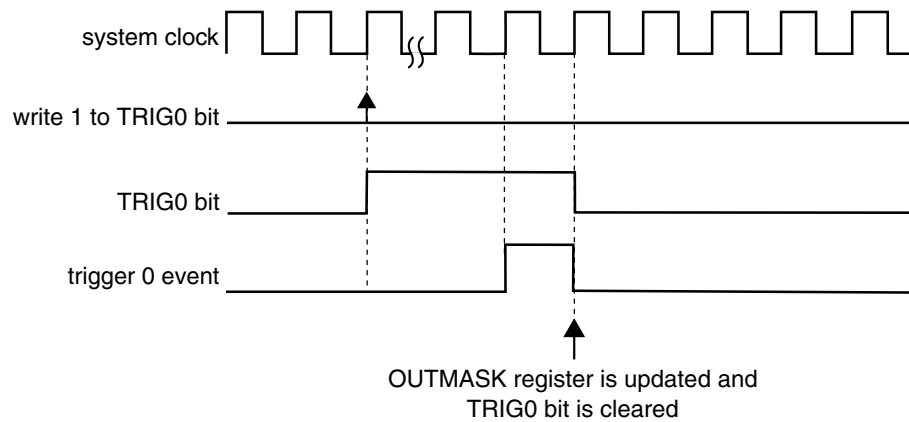 system clock
write 1 to TRIG0 bit
TRIG0 bit
trigger 0 event
OUTMASK register is updated and
TRIG0 bit is cleared